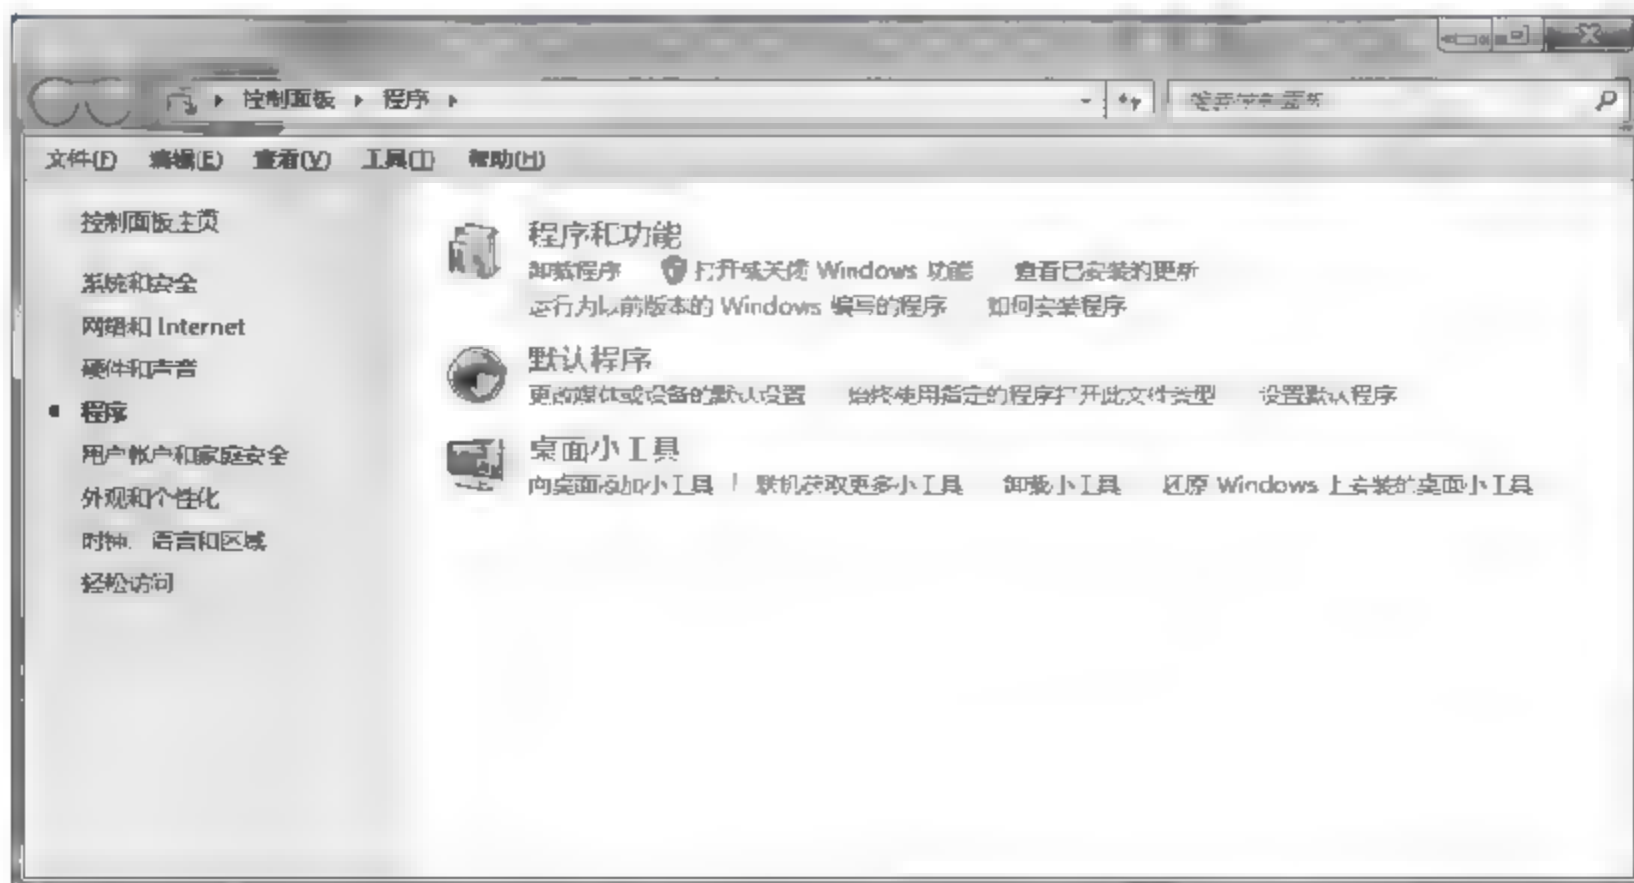 控制面板 ▸ 程序 ▸
文件(F) 编辑(E) 查看(V) 工具(T) 帮助(H)
控制面板主页
系统和安全
网络和 Internet
硬件和声音
程序
用户帐户和家庭安全
外观和个性化
时钟、语言和区域
轻松访问
程序和功能
卸载程序 打开或关闭 Windows 功能 查看已安装的更新
运行为以前版本的 Windows 编写的程序 如何安装程序
默认程序
更改媒体或设备的默认设置 始终使用指定的程序打开此文件类型 设置默认程序
桌面小工具
向桌面添加小工具 联机获取更多小工具 卸载小工具 还原 Windows 上安装的桌面小工具